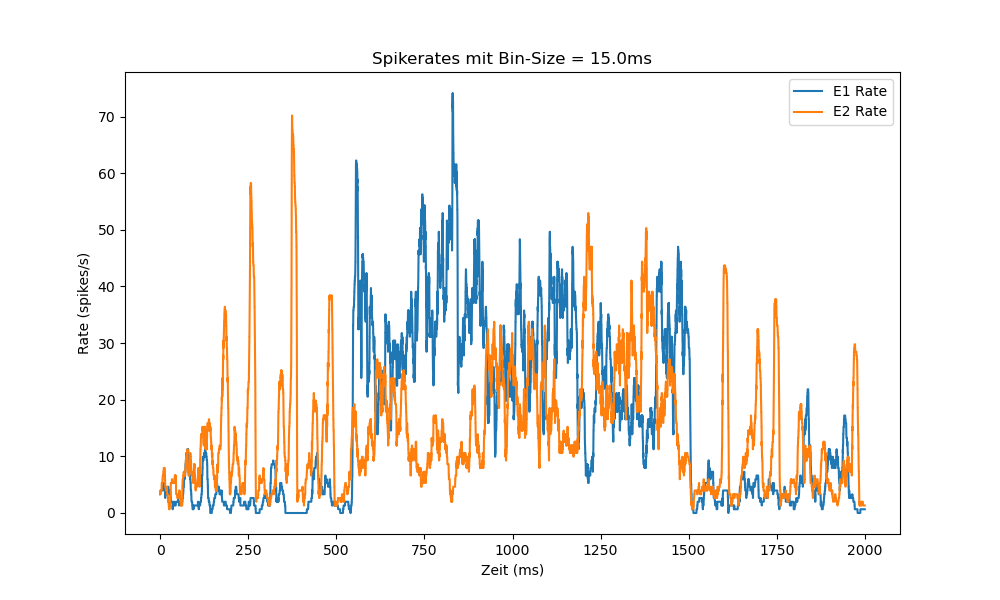 Spikerates mit Bin-Size = 15.0ms
E1 Rate
E2 Rate
Rate (spikes/s)
70
60
50
40
30
20
10
0
0 250 500 750 1000 1250 1500 1750 2000
Zeit (ms)